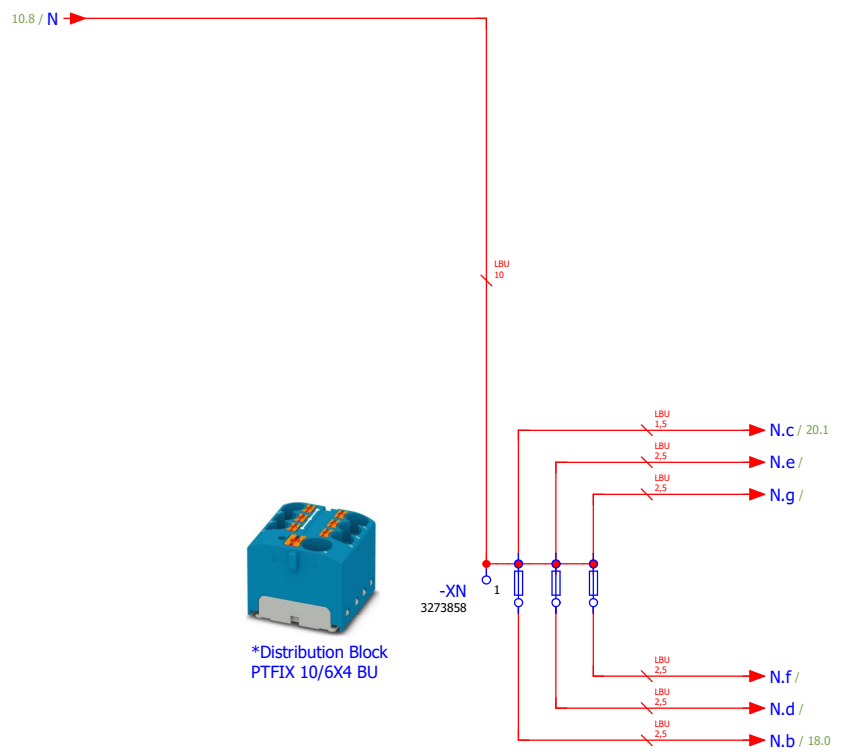 10.8 / N
LBU
10
LBU
1,5
N.c / 20.1
LBU
2,5
N.e /
LBU
2,5
N.g /
-XN
3273858
1
*Distribution Block
PTFIX 10/6X4 BU
LBU
2,5
N.f /
LBU
2,5
N.d /
LBU
2,5
N.b / 18.0